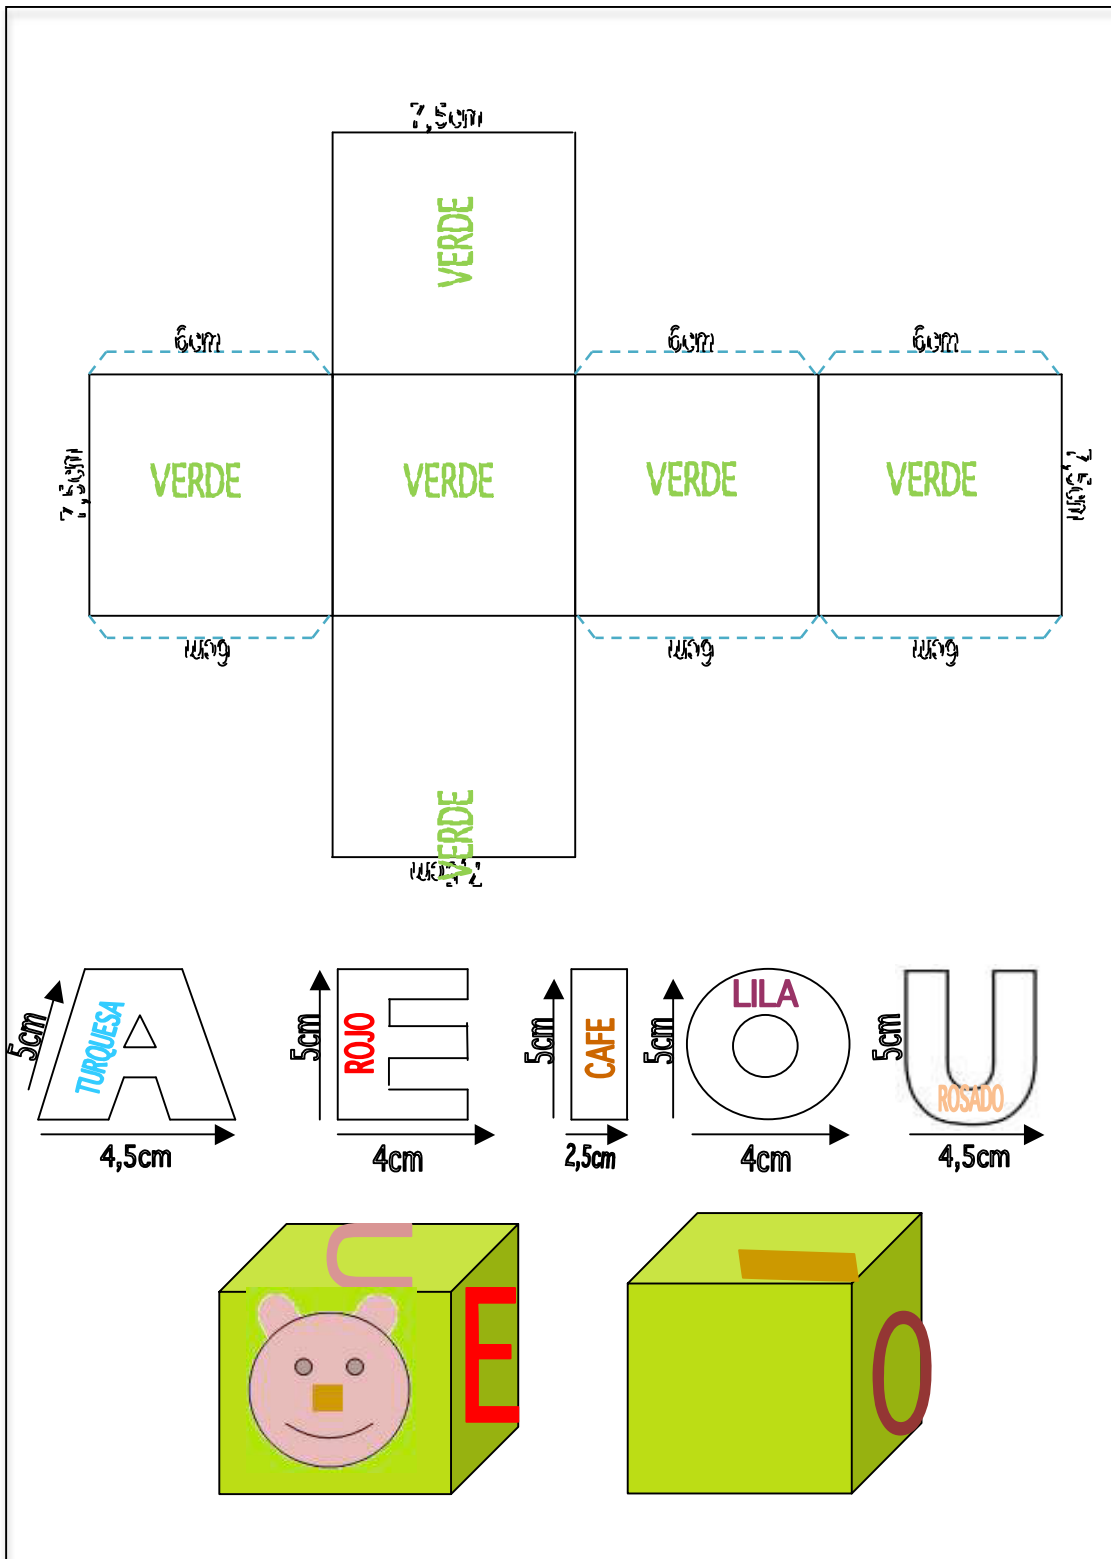 7,5cm
VERDE
6cm
6cm
6cm
7,5cm
VERDE
VERDE
VERDE
VERDE
7,5cm
6cm
6cm
6cm
VERDE
7,5cm
5cm
TURQUESA
4,5cm
5cm
ROJO
4cm
5cm
CAFE
2,5cm
5cm
LILA
4cm
5cm
ROSADO
4,5cm
A E I O U
U
E
I
O